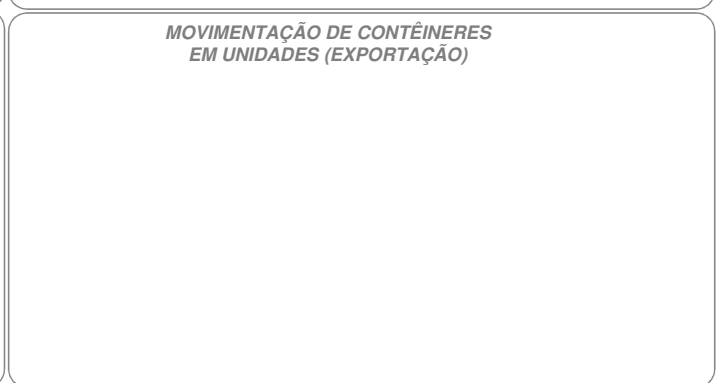 MOVIMENTAÇÃO DE CONTÊINERES
EM UNIDADES (EXPORTAÇÃO)